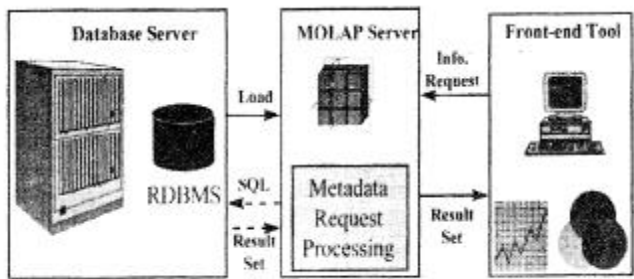 Database Server
RDBMS
Load
SQL
Result
Set
MOLAP Server
Metadata
Request
Processing
Info.
Request
Result
Set
Front-end Tool